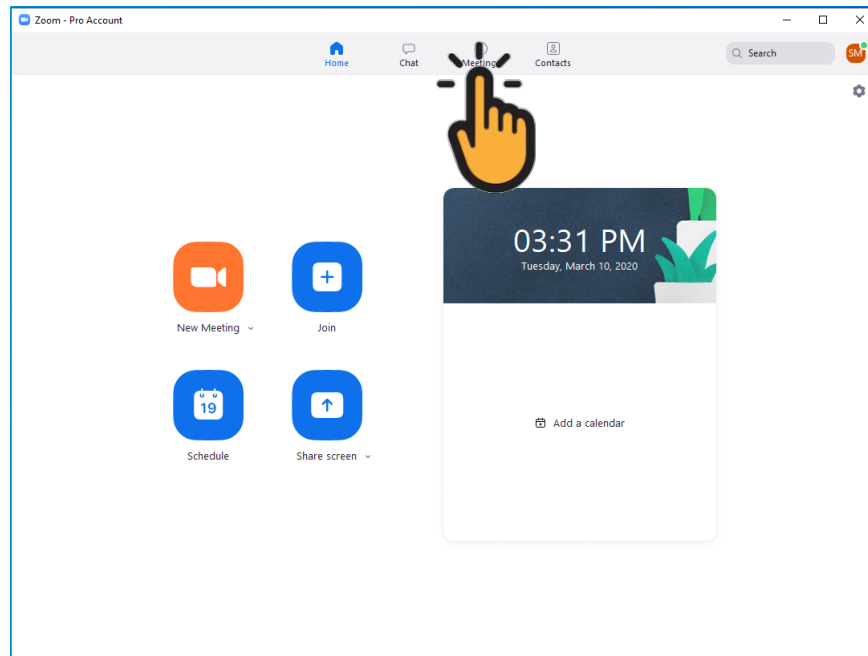 Zoom - Pro Account
Home
Chat
Meetings
Contacts
Search
SM
03:31 PM
Tuesday, March 10, 2020
New Meeting
Join
19
Schedule
Share screen
Add a calendar